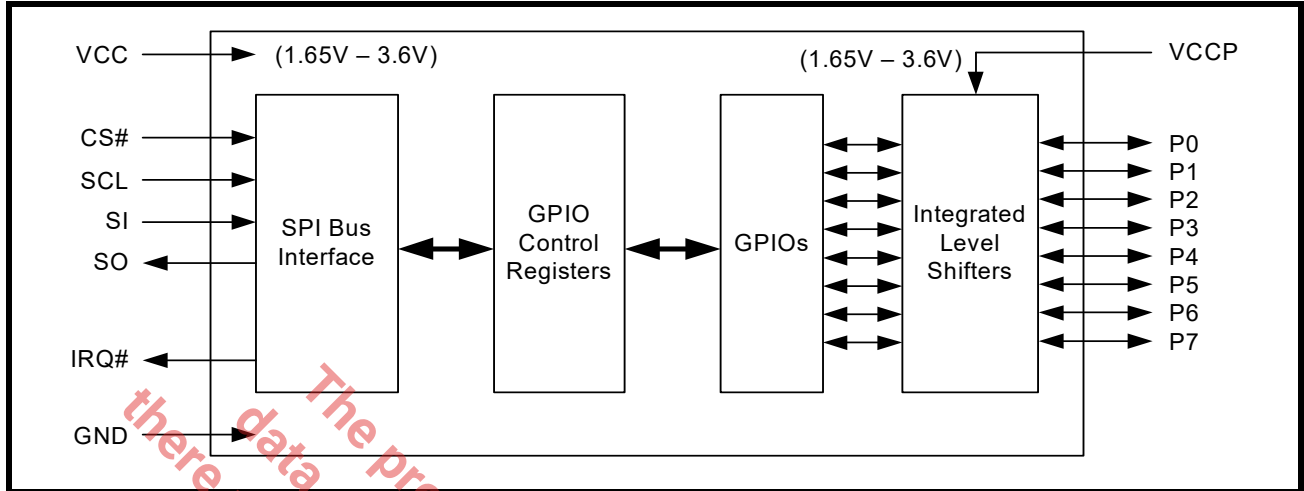 VCC
(1.65V – 3.6V)
(1.65V – 3.6V)
VCCP
CS#
SCL
SI
SO
IRQ#
GND
SPI Bus
Interface
GPIO
Control
Registers
GPIOs
Integrated
Level
Shifters
P0
P1
P2
P3
P4
P5
P6
P7
The
data
there